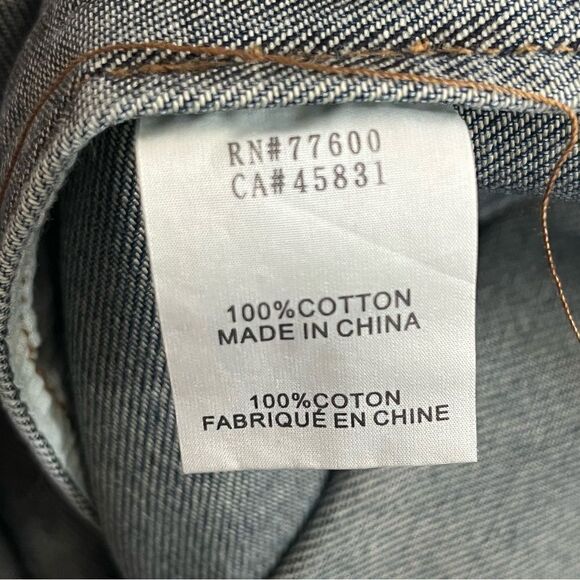 RN#77600
CA#45831
100%COTTON
MADE IN CHINA
100%COTON
FABRIQUÉ EN CHINE